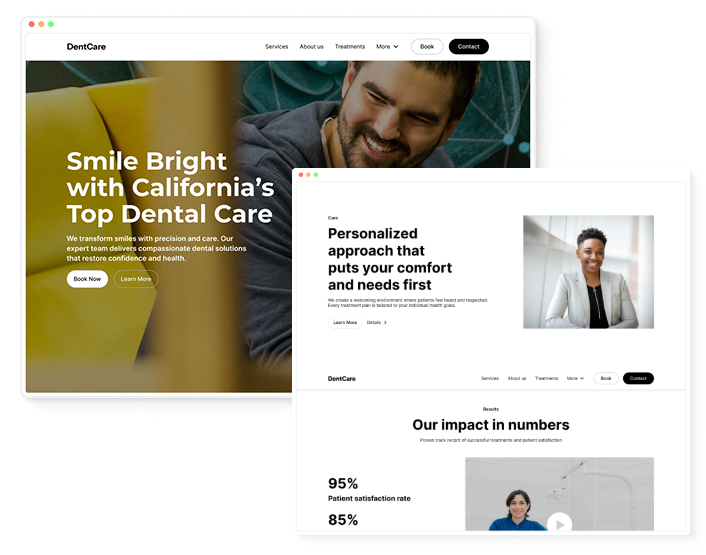 DentCare
Services About us Treatments More Book Contact
Smile Bright
with California's
Top Dental Care
We transform smiles with precision and care. Our
expert team delivers compassionate dental solutions
that restore confidence and health.
Book Now Learn More
Care
Personalized
approach that
puts your comfort
and needs first
We create a welcoming environment where patients feel heard and respected.
Every treatment plan is tailored to your individual health goals.
Learn More Details
DentCare
Services About us Treatments More Book Contact
Results
Our impact in numbers
Proven track record of successful treatments and patient satisfaction
95%
Patient satisfaction rate
85%